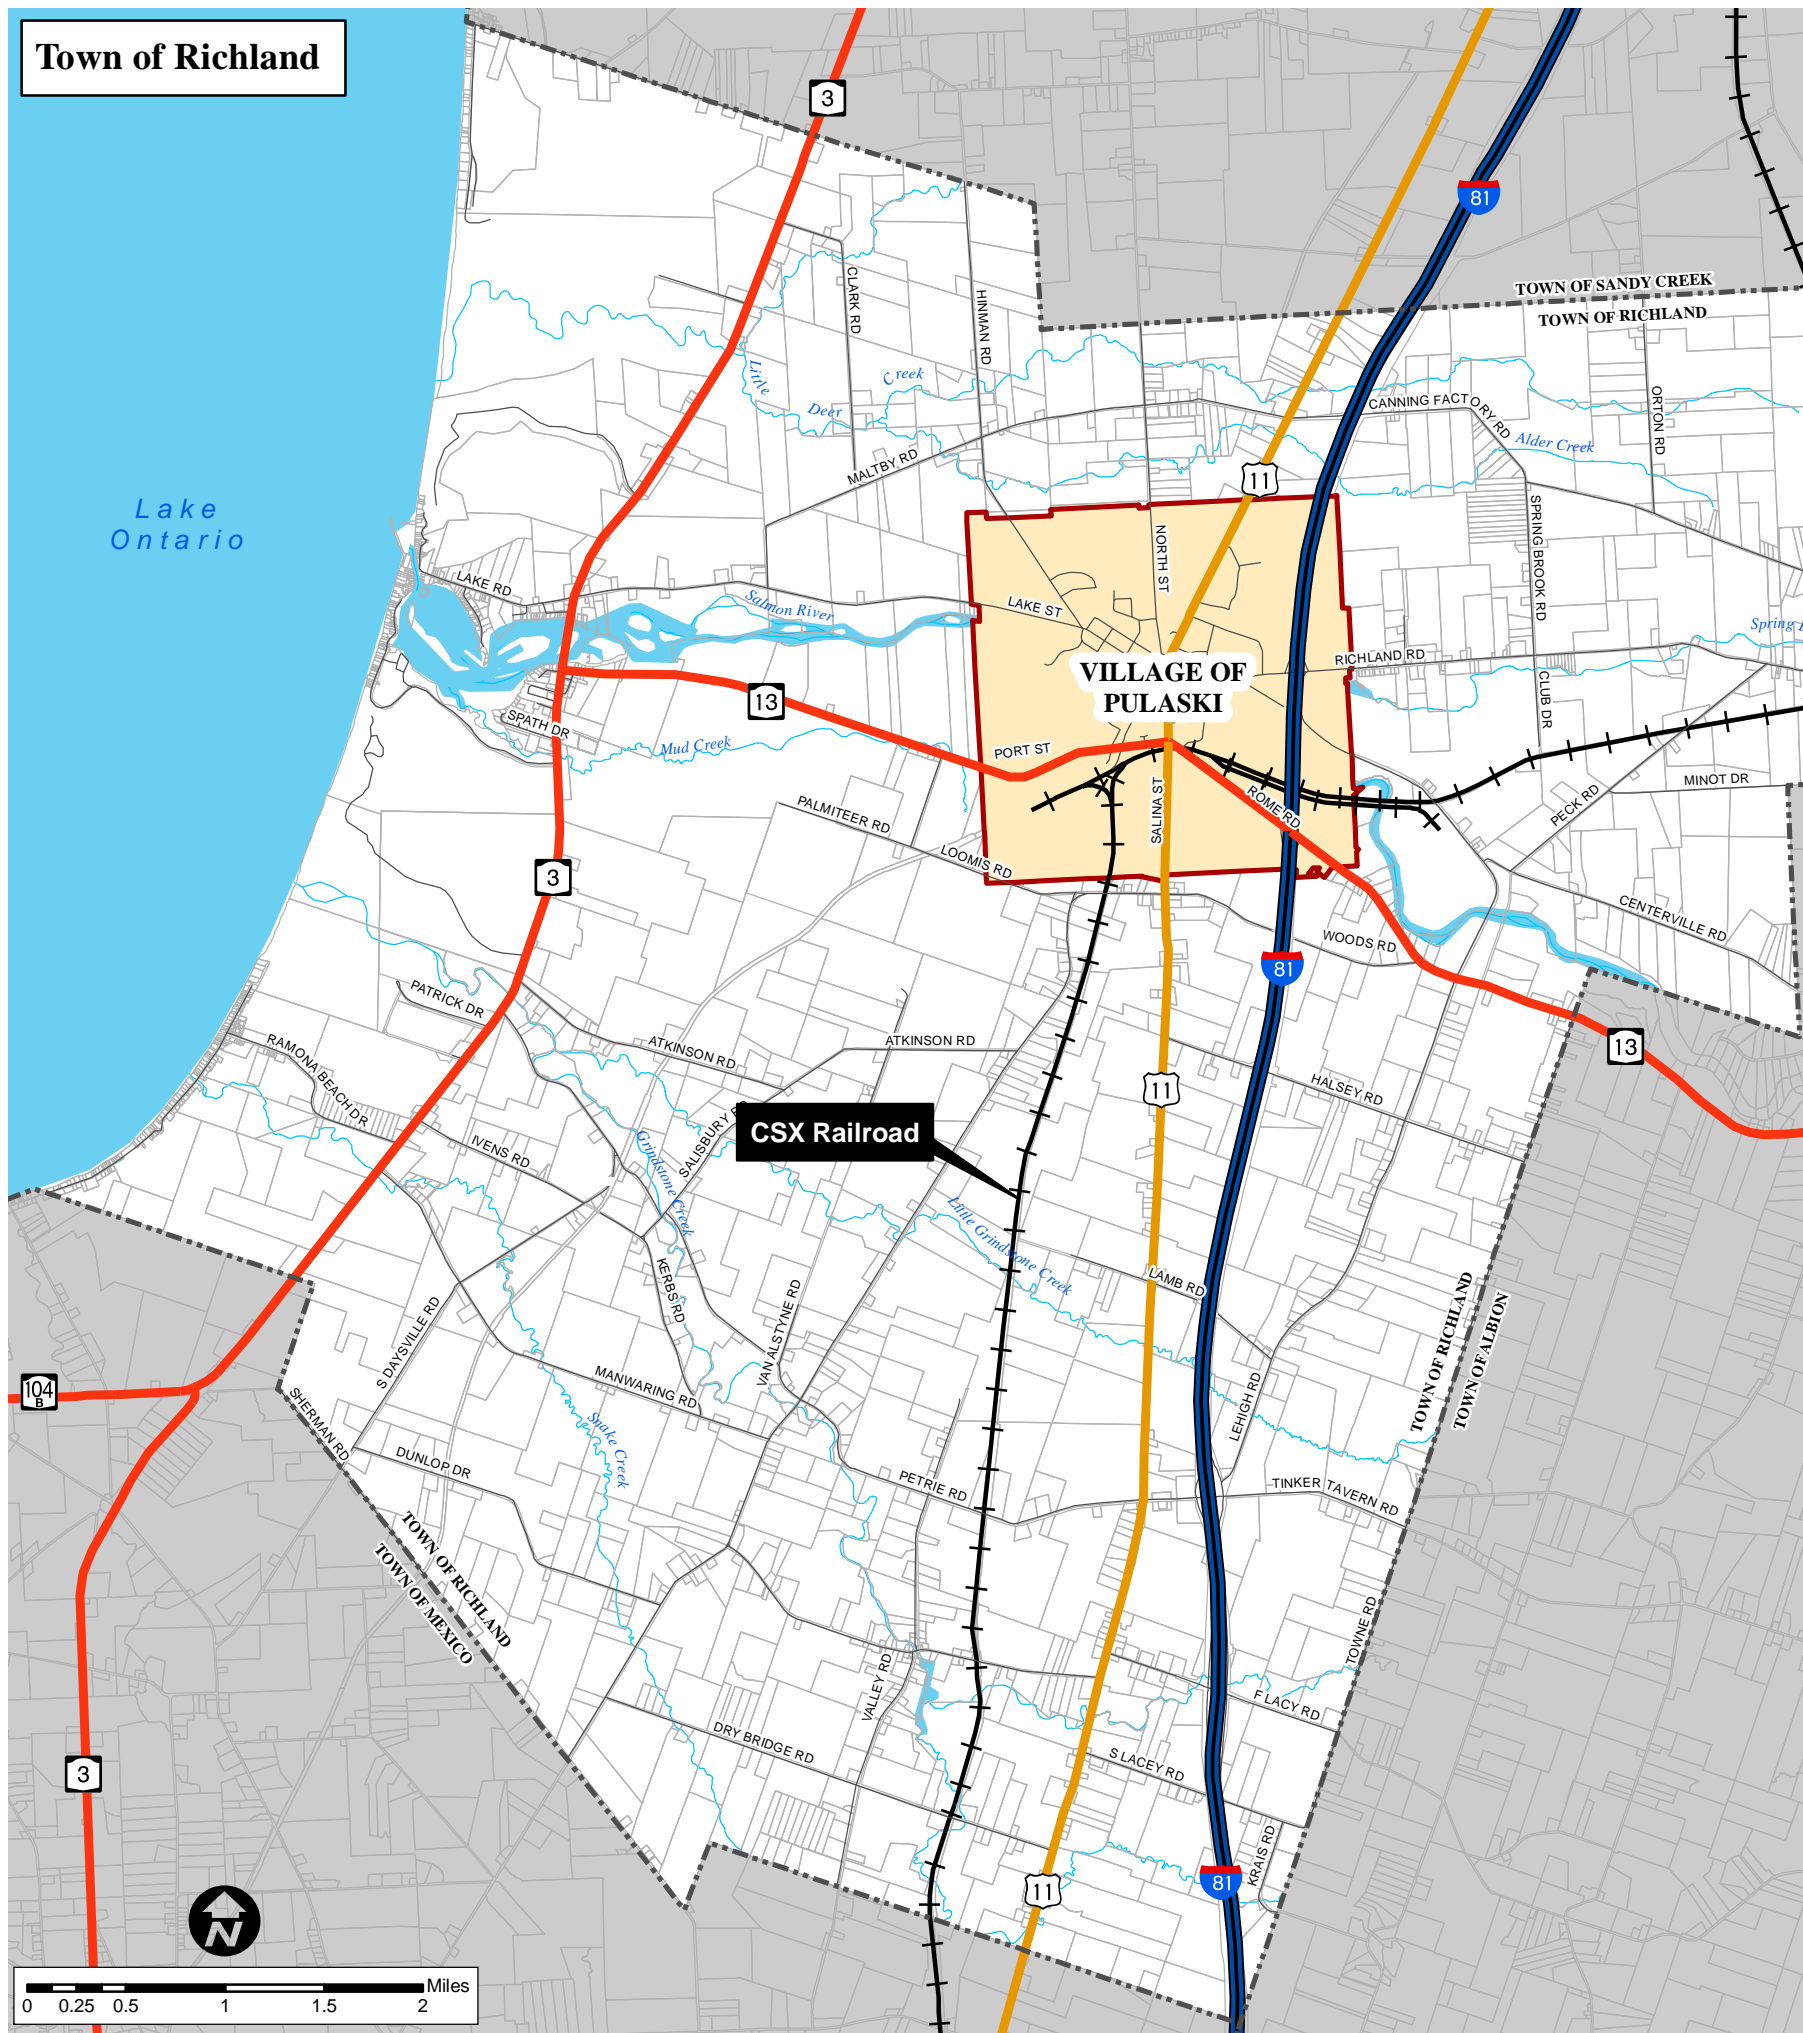 Town of Richland
3
81
TOWN OF SANDY CREEK
TOWN OF RICHLAND
CLARK RD
HINMAN RD
Little
Deer
Creek
CANNING FACTORY RD
ORTON RD
Alder Creek
MALTBY RD
11
Lake
Ontario
NORTH ST
SPRING BROOK RD
LAKE RD
Salmon River
LAKE ST
Spring
RICHLAND RD
VILLAGE OF
PULASKI
CLUB DR
13
SPATH DR
Mud Creek
PORT ST
MINOT DR
PALMITEER RD
SALINA ST
ROME RD
PECK RD
LOOMIS RD
3
CENTERVILLE RD
WOODS RD
81
PATRICK DR
RAMONA BEACH DR
ATKINSON RD
ATKINSON RD
13
HALSEY RD
11
CSX Railroad
SALISBURY
IVENS RD
Grindstone Creek
Little Grindstone Creek
LAMB RD
KERBS RD
VAN ALSTYNE RD
S DAYSVILLE RD
TOWN OF RICHLAND
TOWN OF ALBION
104
B
MANWARING RD
SHERMAN RD
Snake Creek
LEHIGH RD
DUNLOP DR
PETRIE RD
TINKER TAVERN RD
TOWN OF RICHLAND
TOWN OF MEXICO
TOWNE RD
VALLEY RD
F LACY RD
DRY BRIDGE RD
S LACEY RD
3
KRAIS RD
81
11
N
Miles
0 0.25 0.5 1 1.5 2